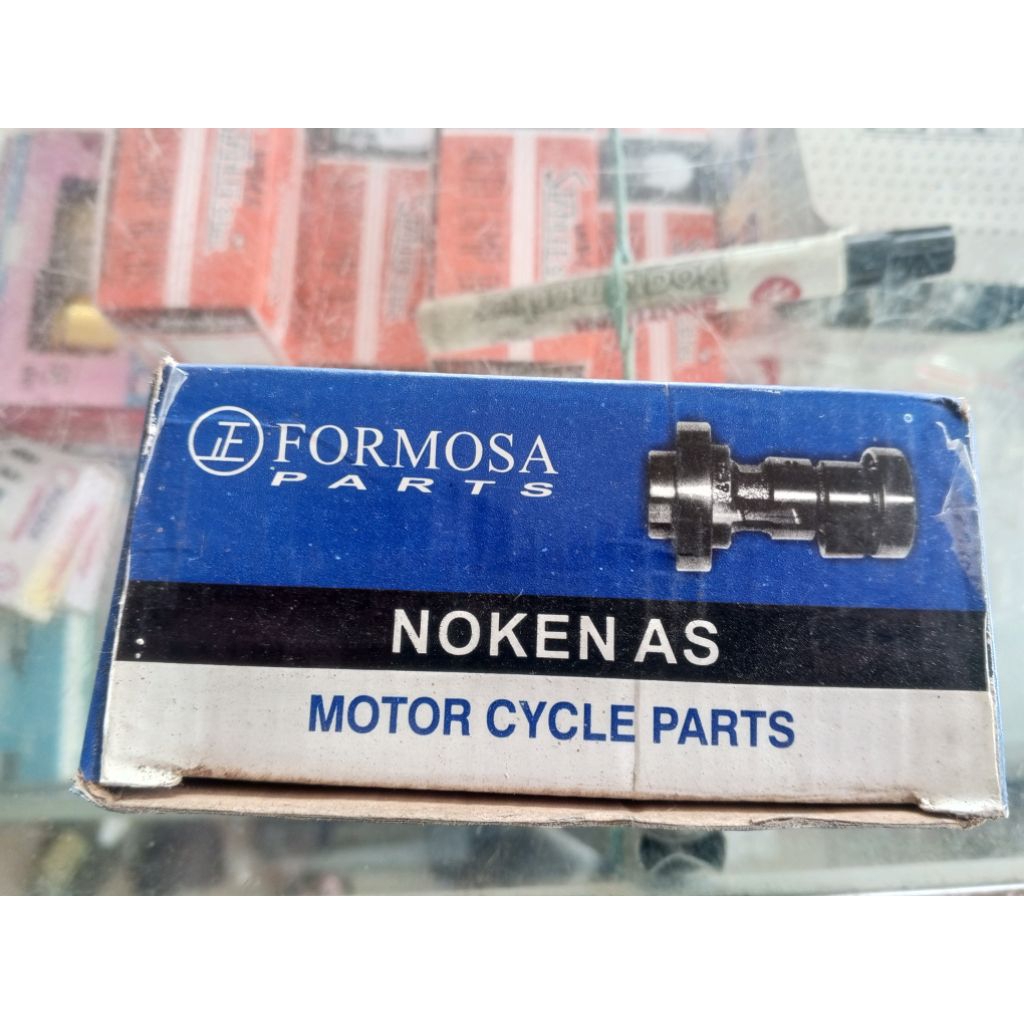 FORMOSA
PARTS
NOKEN AS
MOTOR CYCLE PARTS